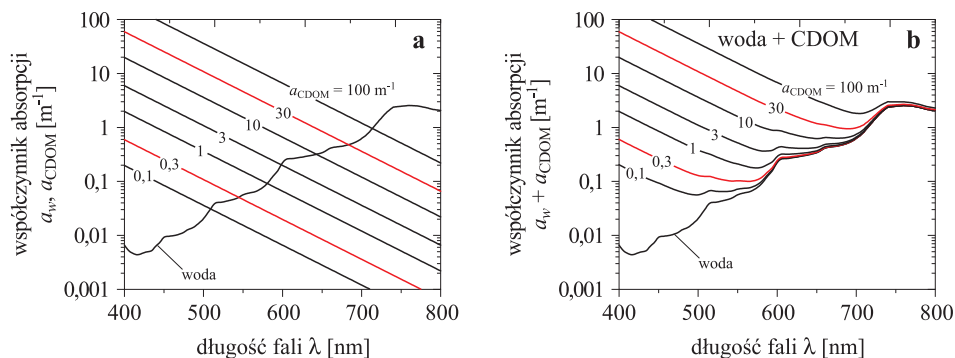 współczynnik absorpcji
a_w, a_CDOM [m⁻¹]
100
10
1
0,1
0,01
0,001
a
a_CDOM = 100 m⁻¹
30
10
3
1
0,3
0,1
woda
400 500 600 700 800
długość fali λ [nm]
współczynnik absorpcji
a_w + a_CDOM [m⁻¹]
100
10
1
0,1
0,01
0,001
woda + CDOM b
a_CDOM = 100 m⁻¹
30
10
3
1
0,3
0,1
woda
400 500 600 700 800
długość fali λ [nm]